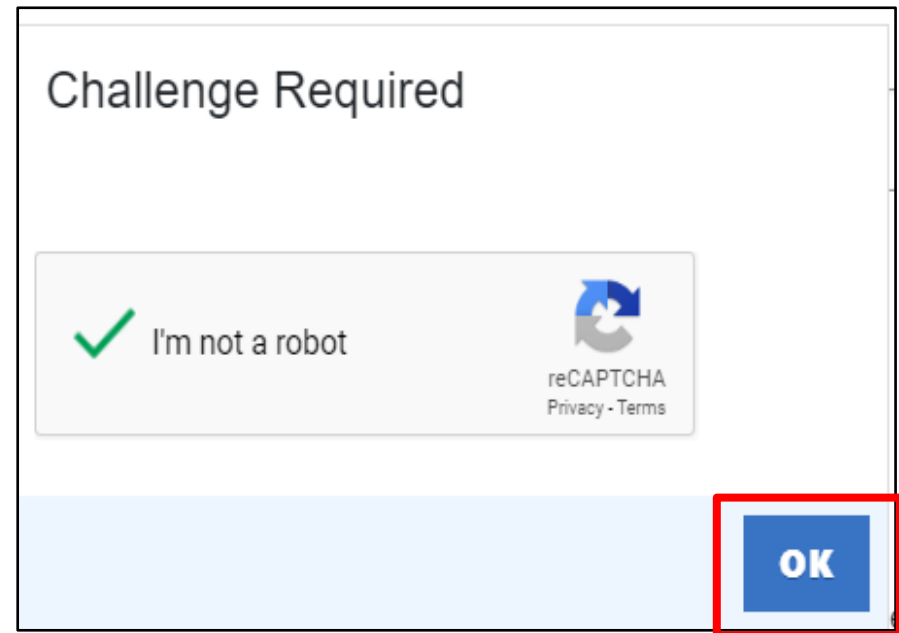 Challenge Required
I'm not a robot
reCAPTCHA
Privacy - Terms
OK